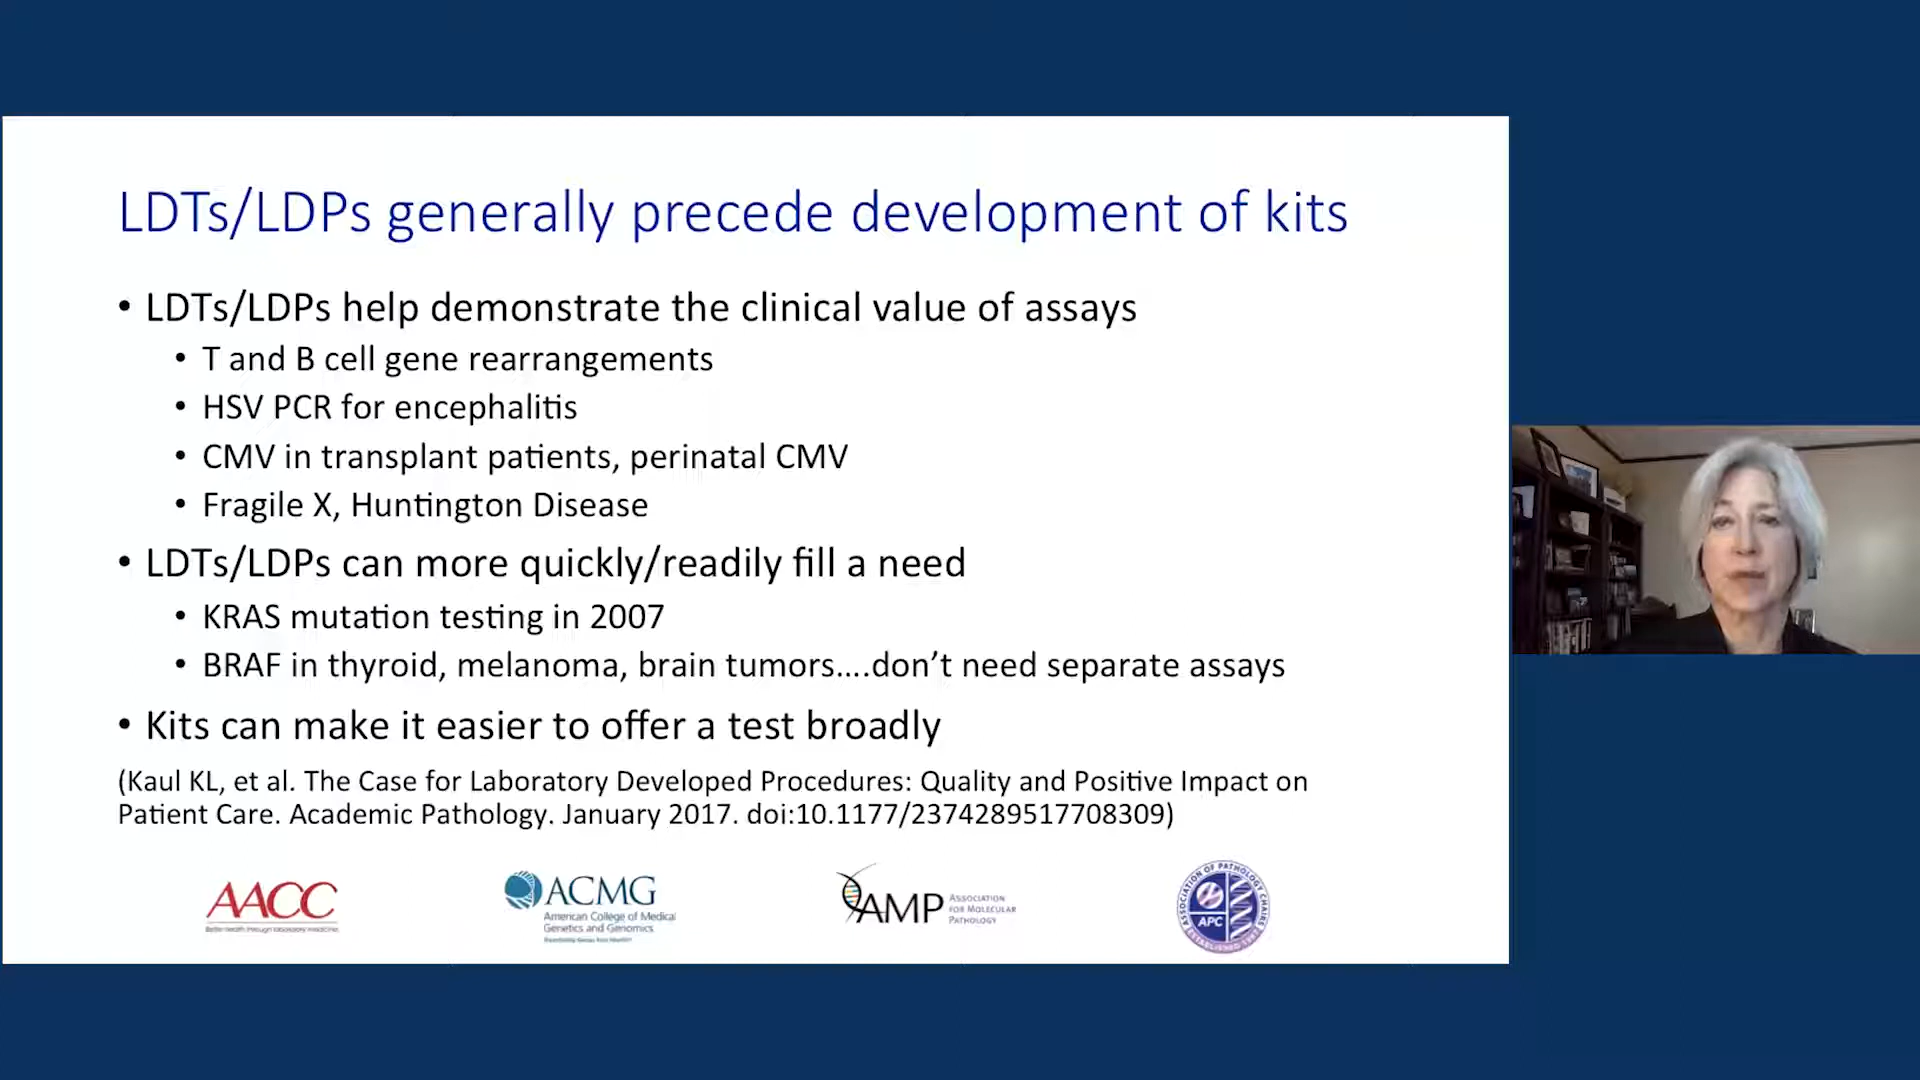 LDTs/LDPs generally precede development of kits
• LDTs/LDPs help demonstrate the clinical value of assays
• T and B cell gene rearrangements
• HSV PCR for encephalitis
• CMV in transplant patients, perinatal CMV
• Fragile X, Huntington Disease
• LDTs/LDPs can more quickly/readily fill a need
• KRAS mutation testing in 2007
• BRAF in thyroid, melanoma, brain tumors....don't need separate assays
• Kits can make it easier to offer a test broadly
(Kaul KL, et al. The Case for Laboratory Developed Procedures: Quality and Positive Impact on
Patient Care. Academic Pathology. January 2017. doi:10.1177/2374289517708309)
AACC
Better health through laboratory medicine.
ACMG
American College of Medical
Genetics and Genomics
AMP
ASSOCIATION
FOR MOLECULAR
PATHOLOGY
ASSOCIATION OF PATHOLOGY CHAIRS
APC
ESTABLISHED 1967